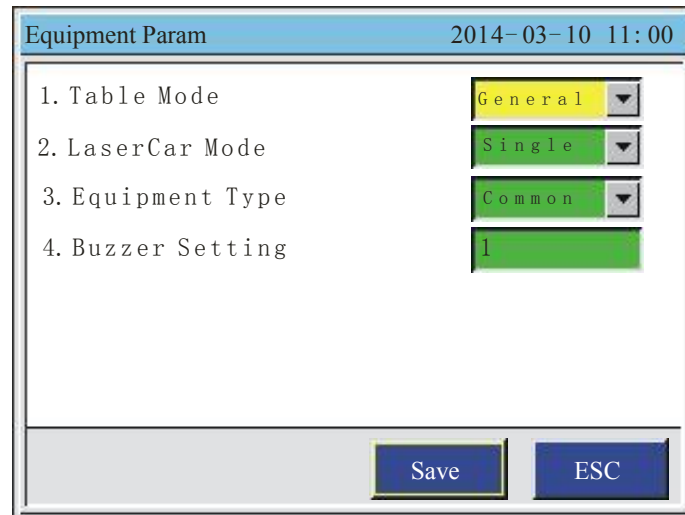 Equipment Param 2014-03-10 11:00
1. Table Mode General
2. LaserCar Mode Single
3. Equipment Type Common
4. Buzzer Setting 1
Save ESC